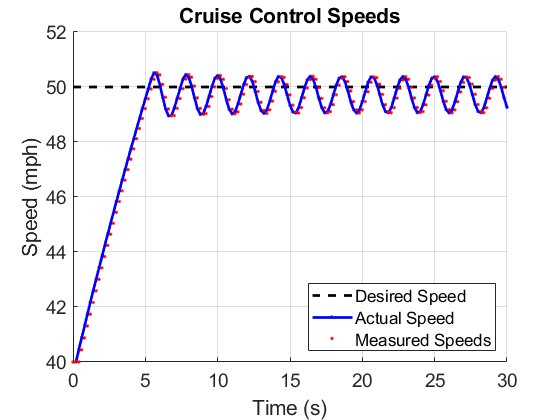 Cruise Control Speeds
52
50
48
46
44
42
40
Speed (mph)
0 5 10 15 20 25 30
Time (s)
Desired Speed
Actual Speed
Measured Speeds